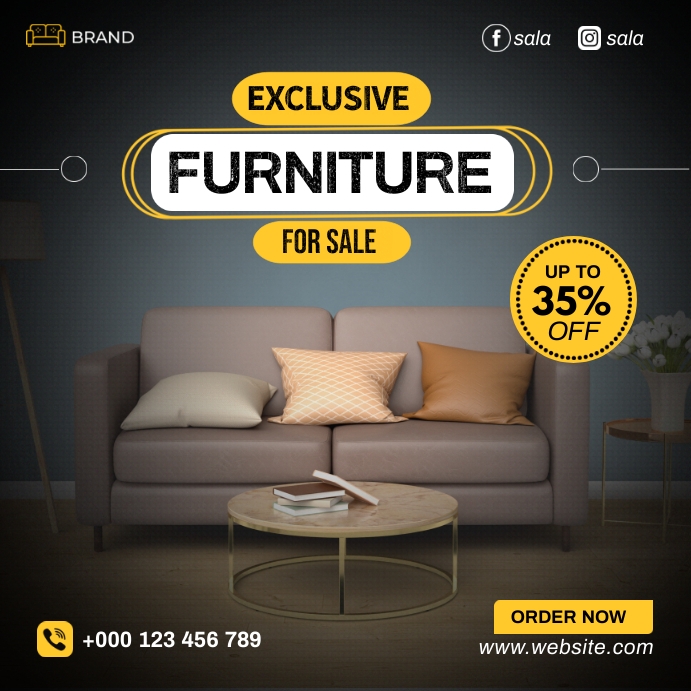 BRAND
sala
sala
EXCLUSIVE
FURNITURE
FOR SALE
UP TO
35%
OFF
ORDER NOW
+000 123 456 789
www.website.com